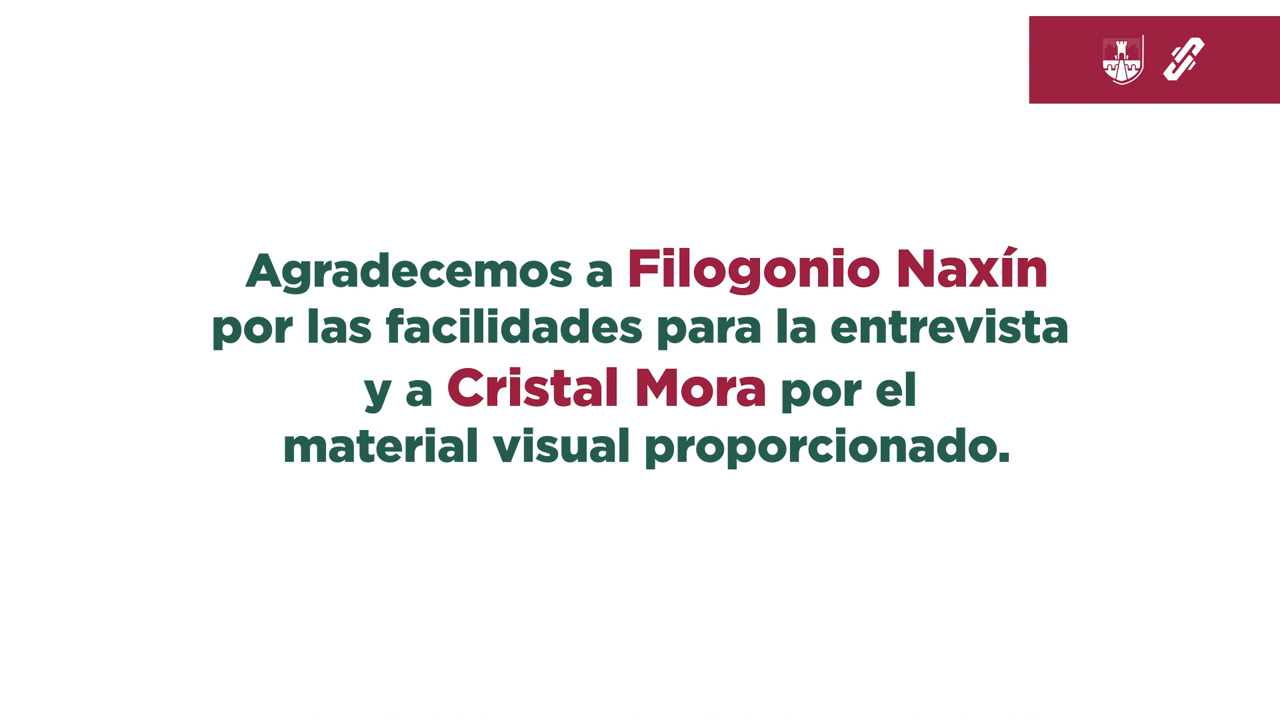 Agradecemos a Filogonio Naxín
por las facilidades para la entrevista
y a Cristal Mora por el
material visual proporcionado.